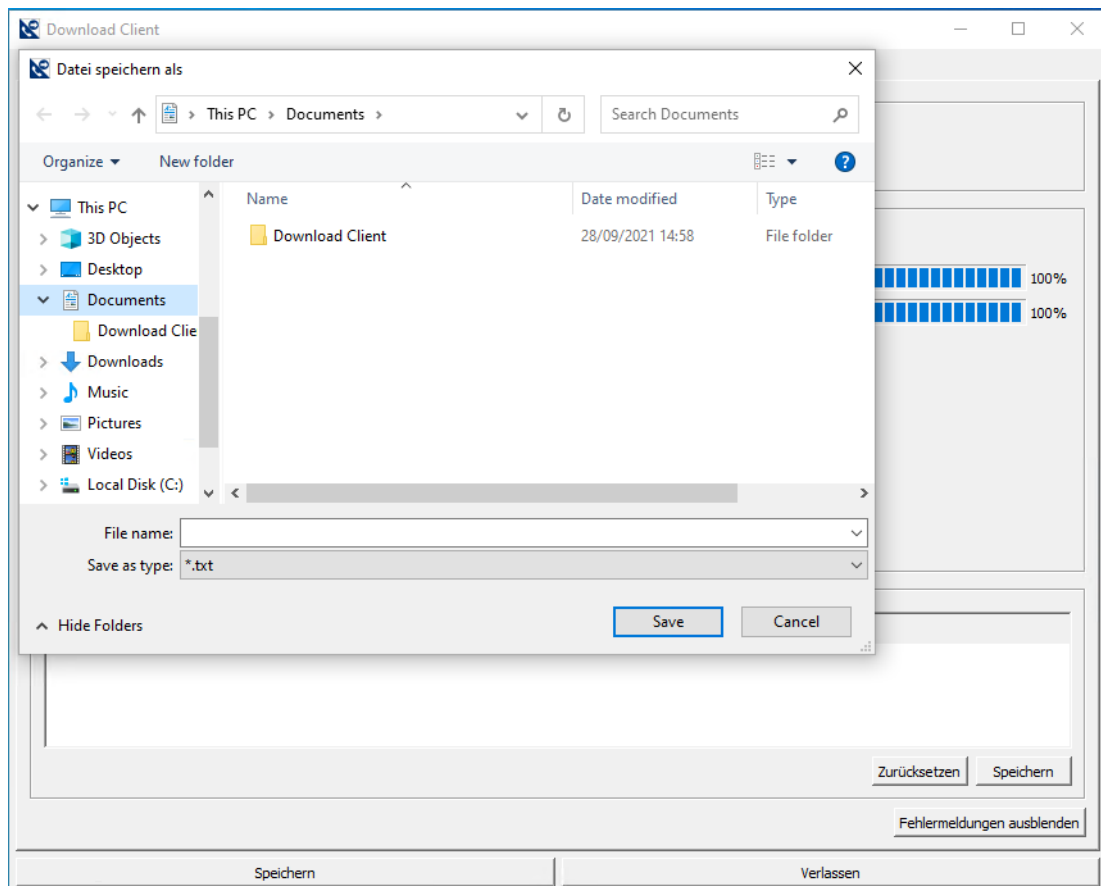 Download Client
Datei speichern als
This PC > Documents >
Search Documents
Organize
New folder
Name Date modified Type
This PC
3D Objects
Desktop
Documents
Download Clie
Downloads
Music
Pictures
Videos
Local Disk (C:)
Download Client 28/09/2021 14:58 File folder
100%
100%
File name:
Save as type: *.txt
Hide Folders
Save
Cancel
Zurücksetzen
Speichern
Fehlermeldungen ausblenden
Speichern
Verlassen